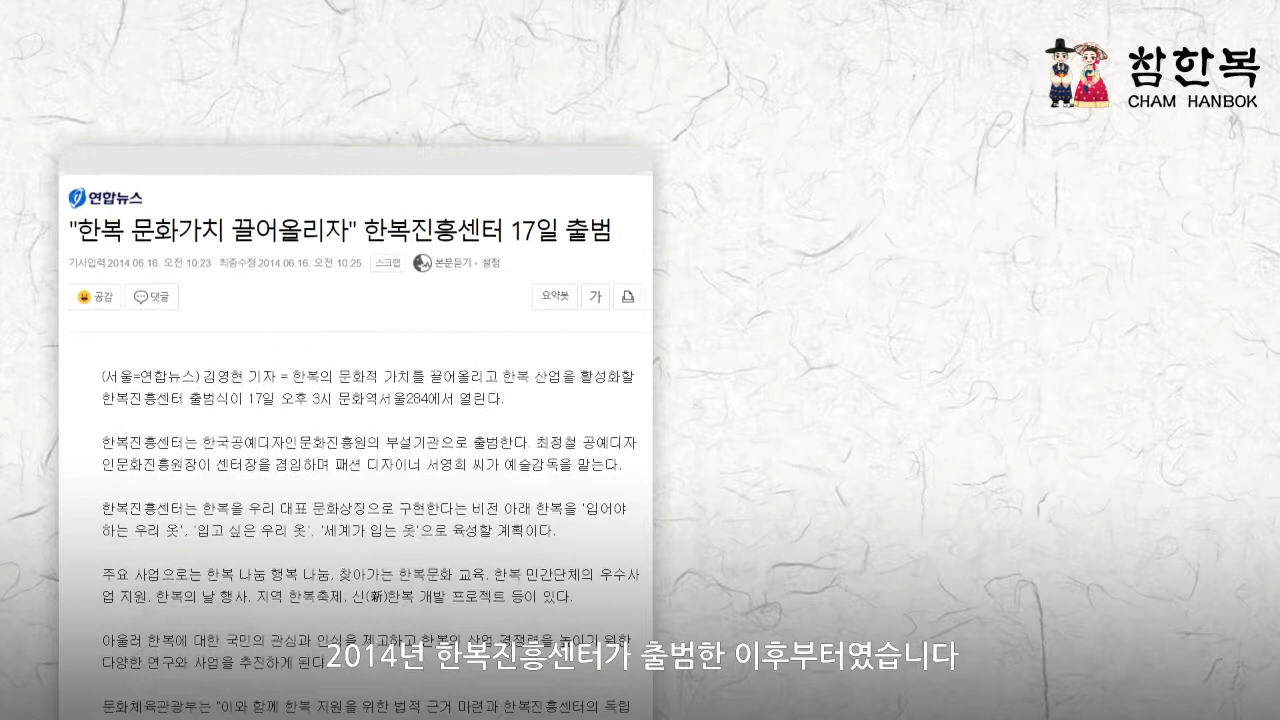 참한복
CHAM HANBOK
연합뉴스
"한복 문화가치 끌어올리자" 한복진흥센터 17일 출범
기사입력 2014.06.16. 오전 10:23 최종수정 2014.06.16. 오전 10:25 스크랩 본문듣기 · 설정
공감 댓글 요약봇 가
(서울=연합뉴스) 김영현 기자 = 한복의 문화적 가치를 끌어올리고 한복 산업을 활성화할
한복진흥센터 출범식이 17일 오후 3시 문화역서울284에서 열린다.
한복진흥센터는 한국공예디자인문화진흥원의 부설기관으로 출범한다. 최정철 공예디자
인문화진흥원장이 센터장을 겸임하며 패션 디자이너 서영희 씨가 예술감독을 맡는다.
한복진흥센터는 한복을 우리 대표 문화상징으로 구현한다는 비전 아래 한복을 '입어야
하는 우리 옷', '입고 싶은 우리 옷', '세계가 입는 옷'으로 육성할 계획이다.
주요 사업으로는 한복 나눔 행복 나눔, 찾아가는 한복문화 교육, 한복 민간단체의 우수사
업 지원, 한복의 날 행사, 지역 한복축제, 신(新)한복 개발 프로젝트 등이 있다.
아울러 한복에 대한 국민의 관심과 인식을 제고하고 한복의 산업 경쟁력을 높이기 위한
다양한 연구와 사업을 추진하게 된다
2014년 한복진흥센터가 출범한 이후부터였습니다
문화체육관광부는 "이와 함께 한복 지원을 위한 법적 근거 마련과 한복진흥센터의 독립